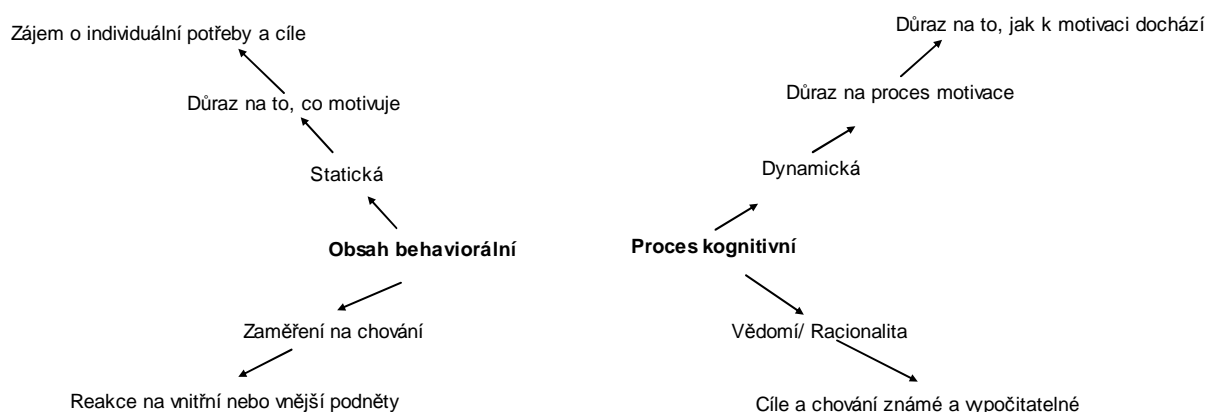 Zájem o individuální potřeby a cíle
Důraz na to, co motivuje
Statická
Obsah behaviorální
Zaměření na chování
Reakce na vnitřní nebo vnější podněty
Důraz na to, jak k motivaci dochází
Důraz na proces motivace
Dynamická
Proces kognitivní
Vědomí/ Racionalita
Cíle a chování známé a vypočitatelné